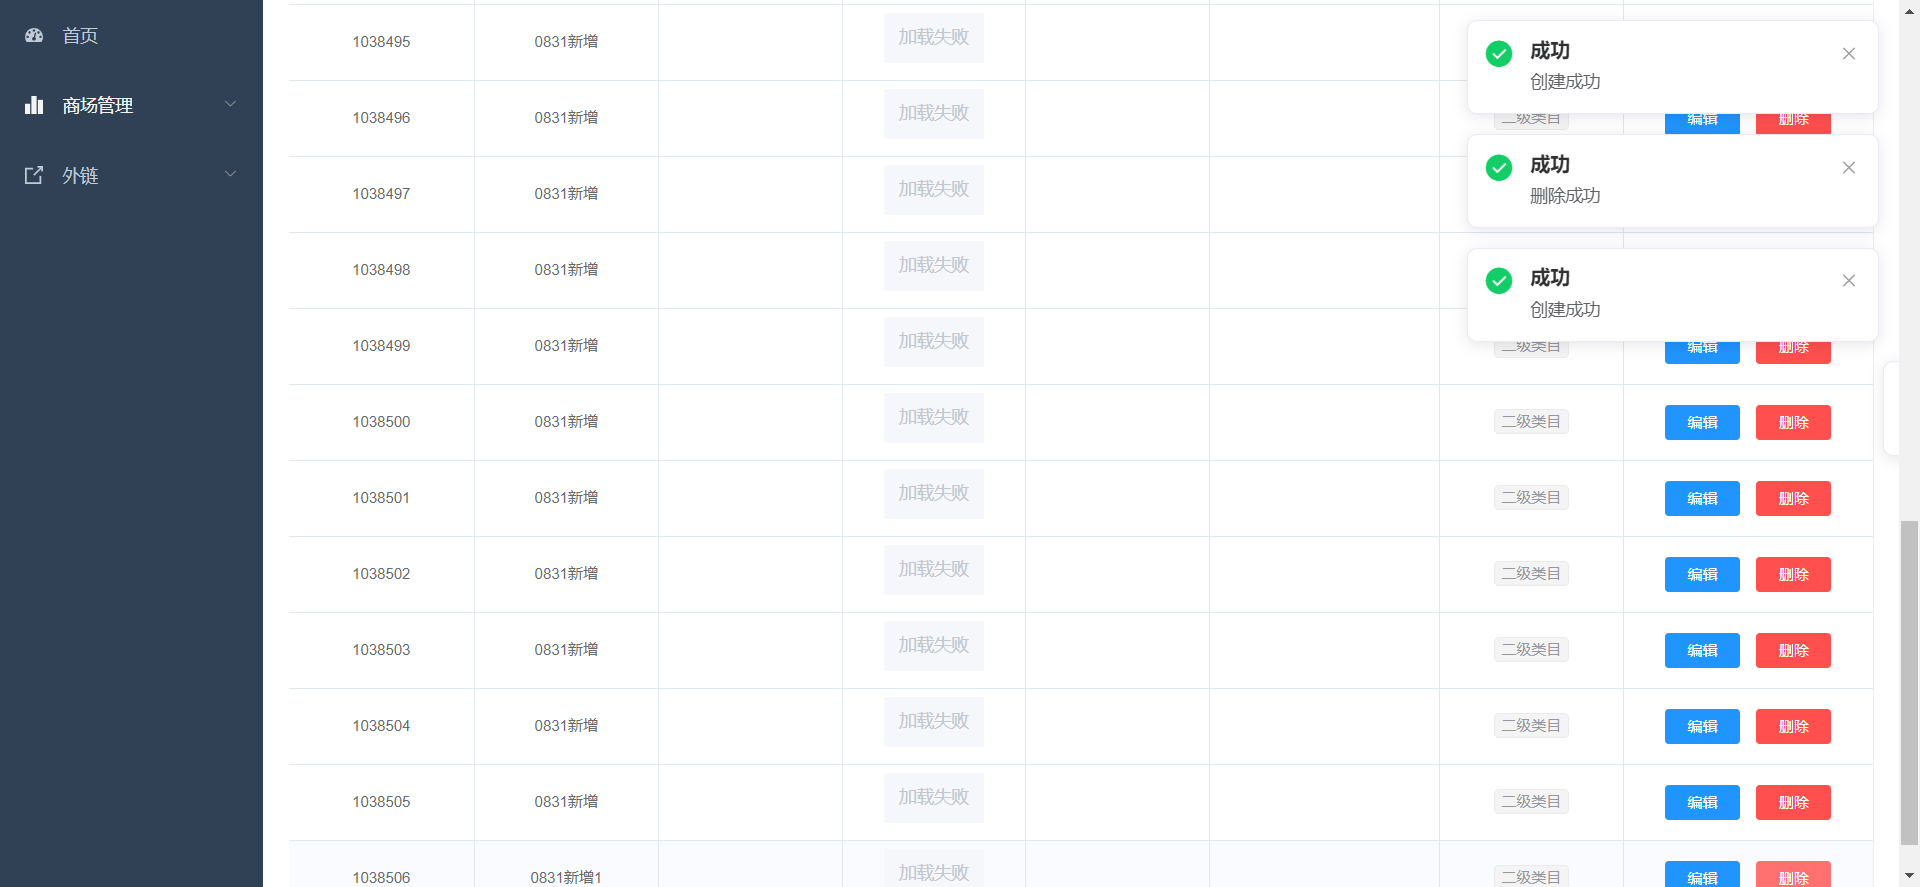 首页
商场管理
外链
1038495 0831新增 加载失败
1038496 0831新增 加载失败 二级类目 编辑 删除
1038497 0831新增 加载失败
1038498 0831新增 加载失败
1038499 0831新增 加载失败 二级类目 编辑 删除
1038500 0831新增 加载失败 二级类目 编辑 删除
1038501 0831新增 加载失败 二级类目 编辑 删除
1038502 0831新增 加载失败 二级类目 编辑 删除
1038503 0831新增 加载失败 二级类目 编辑 删除
1038504 0831新增 加载失败 二级类目 编辑 删除
1038505 0831新增 加载失败 二级类目 编辑 删除
1038506 0831新增1 加载失败 二级类目 编辑 删除
成功
创建成功
成功
删除成功
成功
创建成功